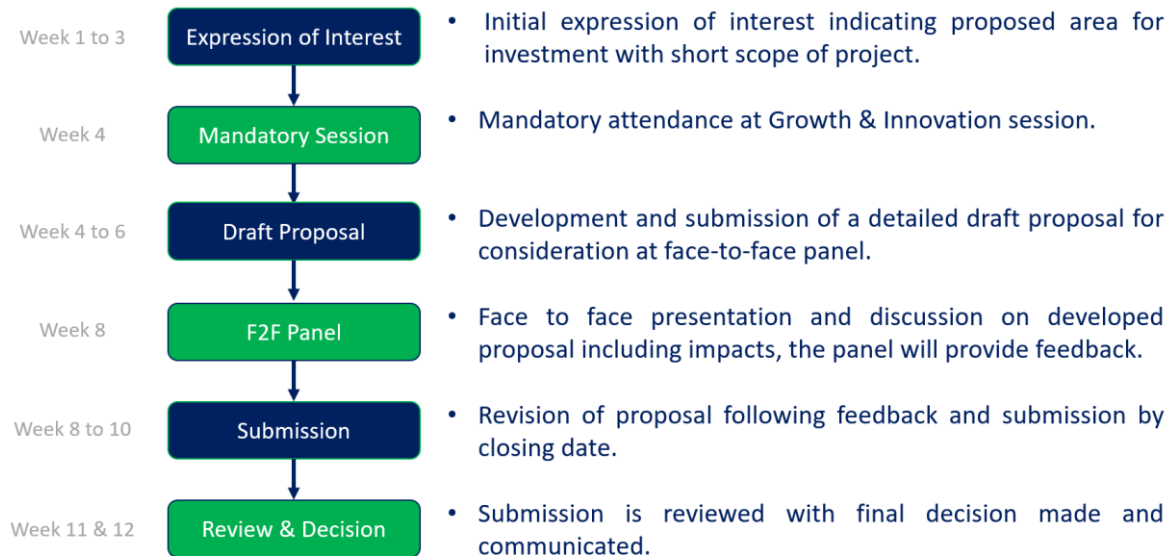 Week 1 to 3
Expression of Interest
• Initial expression of interest indicating proposed area for
investment with short scope of project.
Week 4
Mandatory Session
• Mandatory attendance at Growth & Innovation session.
Week 4 to 6
Draft Proposal
• Development and submission of a detailed draft proposal for
consideration at face-to-face panel.
Week 8
F2F Panel
• Face to face presentation and discussion on developed
proposal including impacts, the panel will provide feedback.
Week 8 to 10
Submission
• Revision of proposal following feedback and submission by
closing date.
Week 11 & 12
Review & Decision
• Submission is reviewed with final decision made and
communicated.